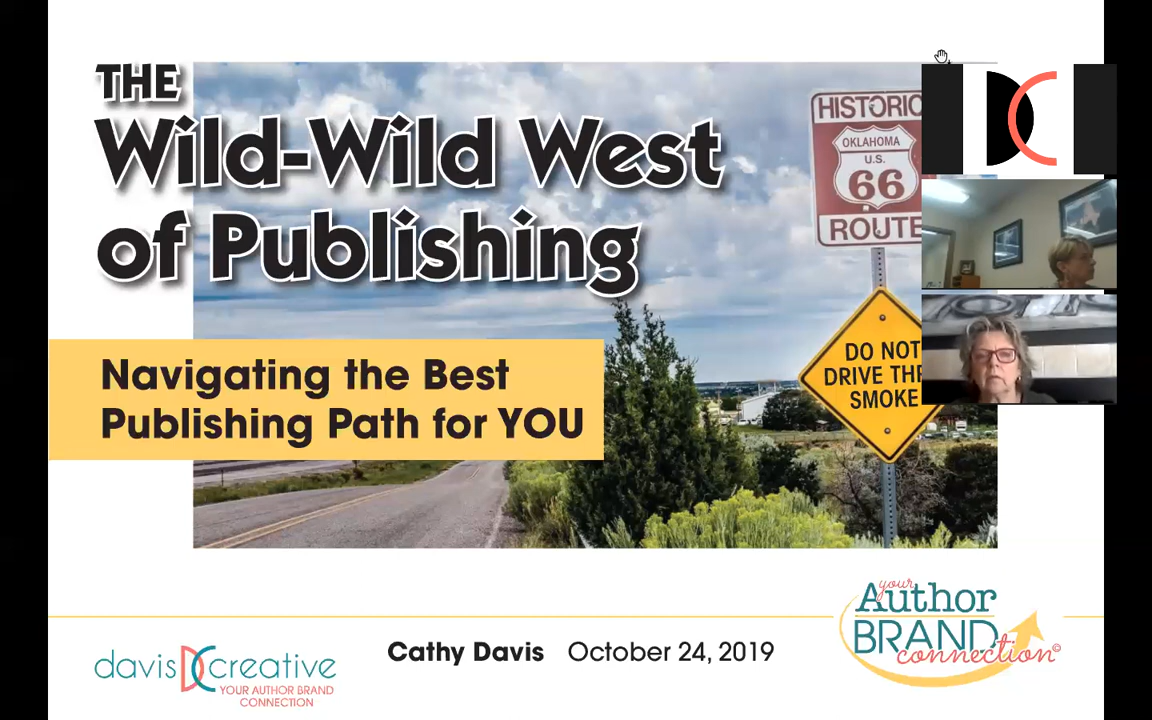 THE
Wild-Wild West
of Publishing
HISTORIC
OKLAHOMA
U.S.
66
ROUTE
DO NOT
DRIVE
SMOKE
Navigating the Best
Publishing Path for YOU
your
Author
BRAND
connection©
Cathy Davis October 24, 2019
davis DC creative
YOUR AUTHOR BRAND
CONNECTION